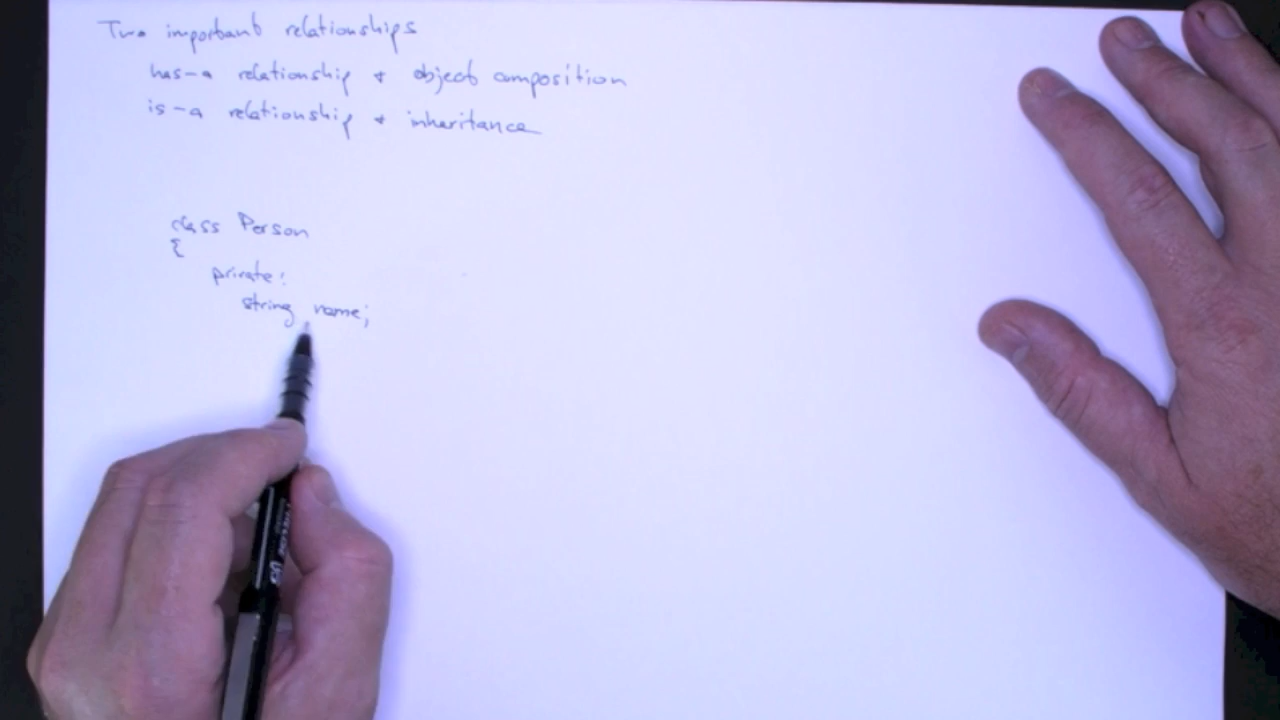 Two important relationships
has-a relationship & object composition
is-a relationship & inheritance
class Person
{
private:
string name;